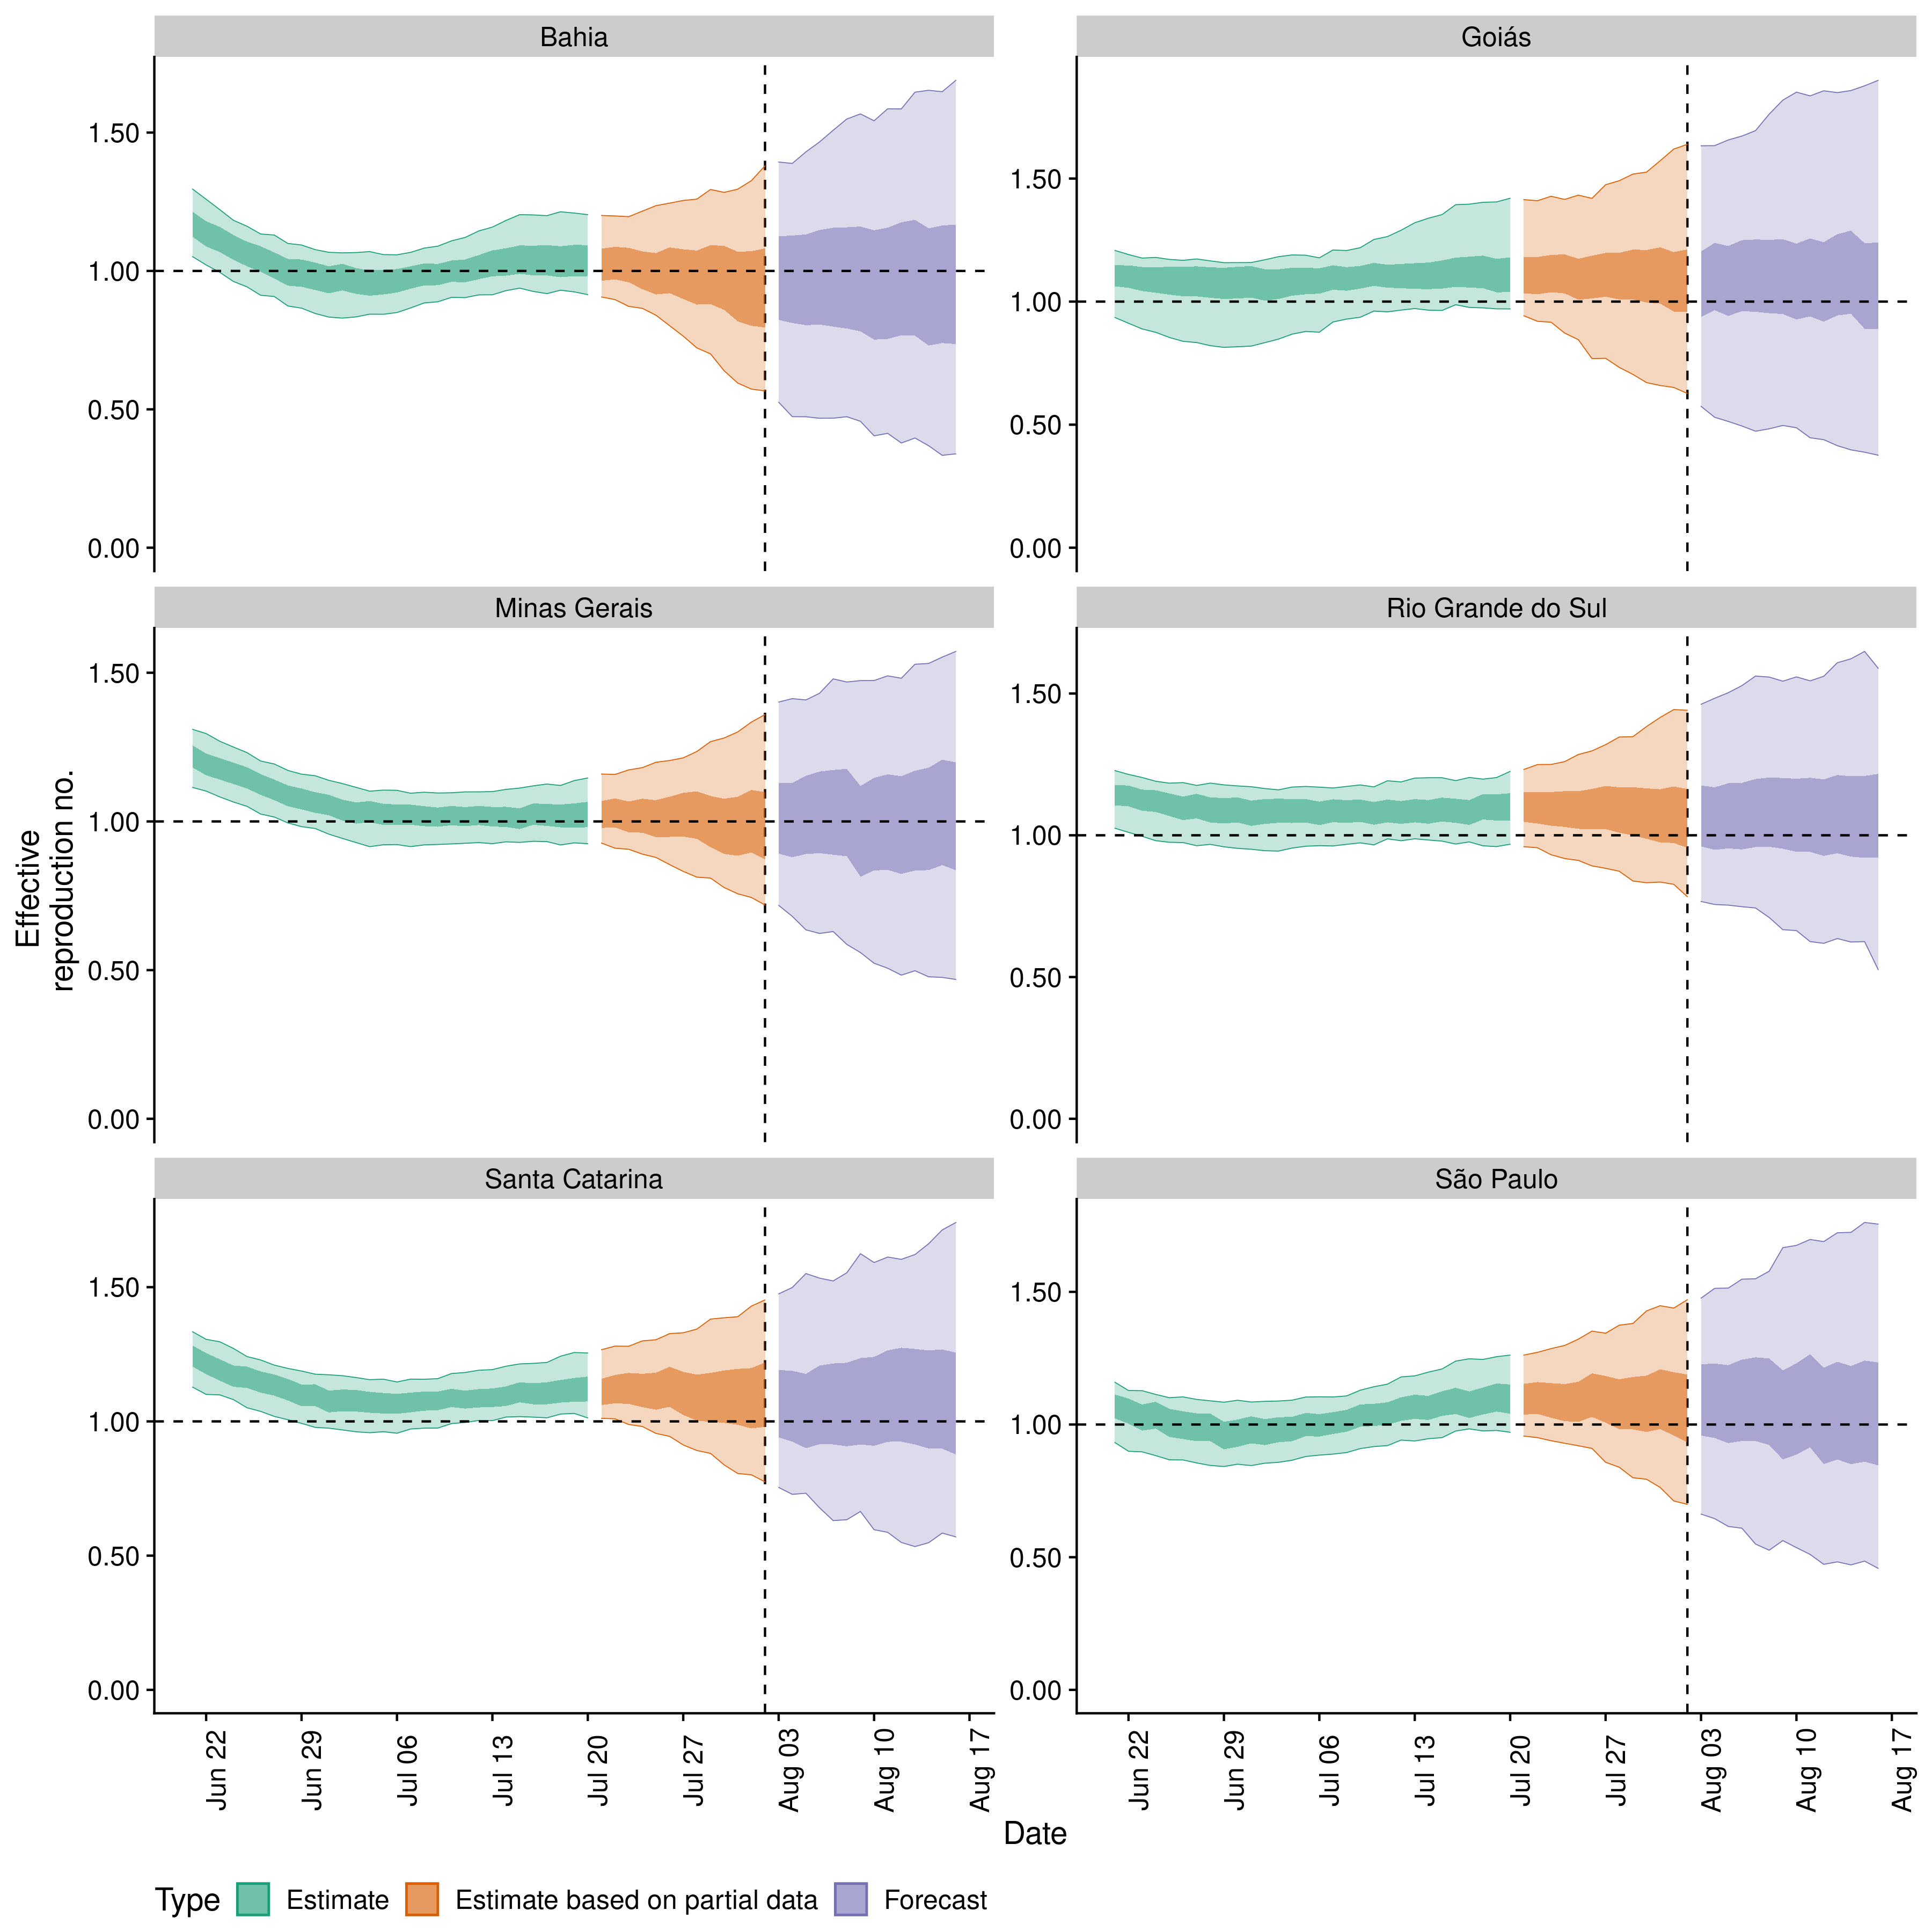 Bahia
Goiás
1.50
1.00
0.50
0.00
1.50
1.00
0.50
0.00
Minas Gerais
Rio Grande do Sul
1.50
1.00
0.50
0.00
1.50
1.00
0.50
0.00
Effective
reproduction no.
Santa Catarina
São Paulo
1.50
1.00
0.50
0.00
1.50
1.00
0.50
0.00
Jun 22
Jun 29
Jul 06
Jul 13
Jul 20
Jul 27
Aug 03
Aug 10
Aug 17
Jun 22
Jun 29
Jul 06
Jul 13
Jul 20
Jul 27
Aug 03
Aug 10
Aug 17
Date
Type Estimate Estimate based on partial data Forecast